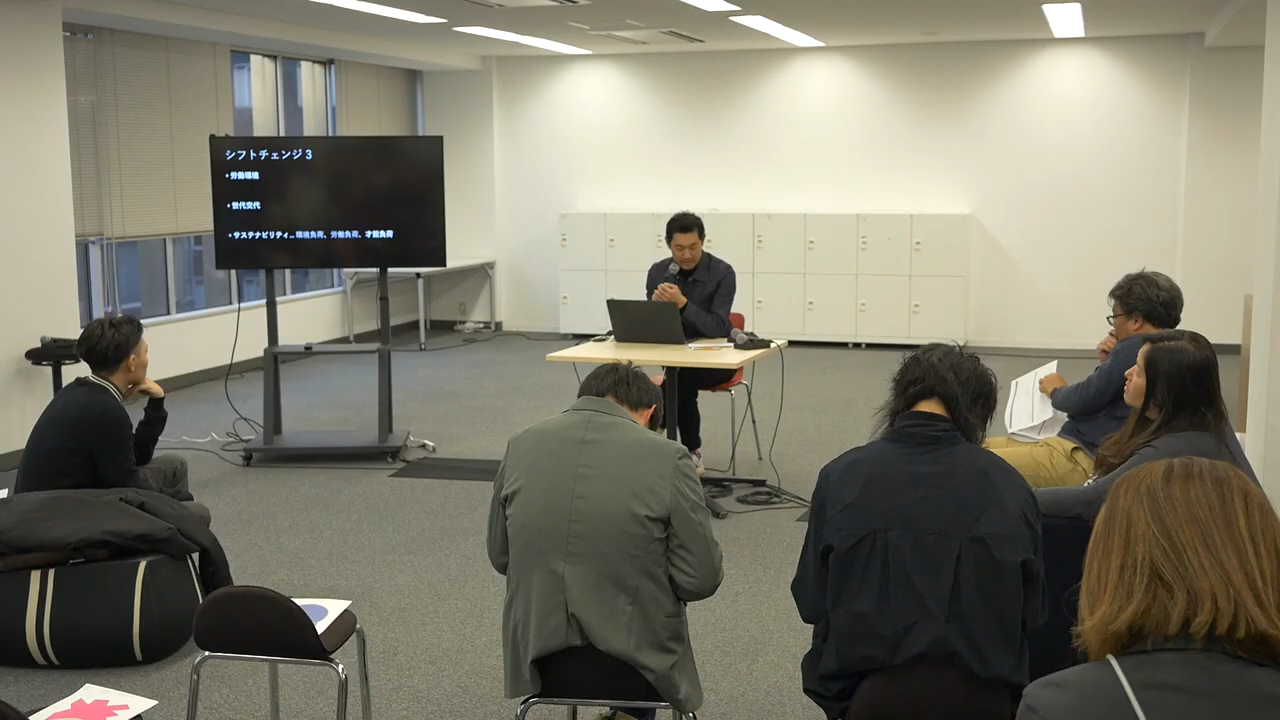 シフトチェンジ 3
• 労働環境
• 世代交代
• サステナビリティ… 環境負荷、労働負荷、才能負荷